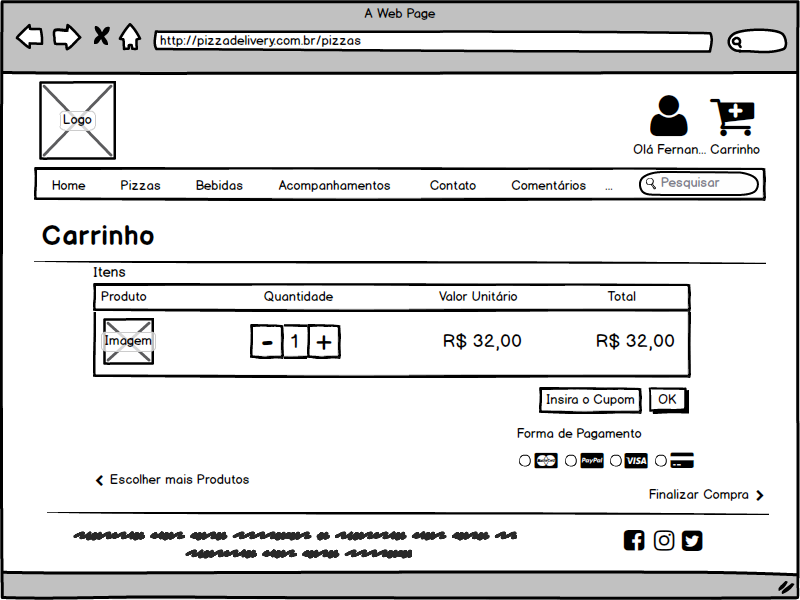 A Web Page
http://pizzadelivery.com.br/pizzas
Logo
Olá Fernan... Carrinho
Home Pizzas Bebidas Acompanhamentos Contato Comentários ... Pesquisar
Carrinho
Itens
Produto Quantidade Valor Unitário Total
Imagem - 1 + R$ 32,00 R$ 32,00
Insira o Cupom OK
Forma de Pagamento
MasterCard PayPal VISA
Escolher mais Produtos
Finalizar Compra